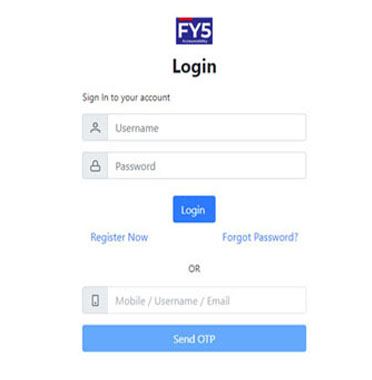 FY5
Accountability
Login
Sign In to your account
Username
Password
Login
Register Now Forgot Password?
OR
Mobile / Username / Email
Send OTP